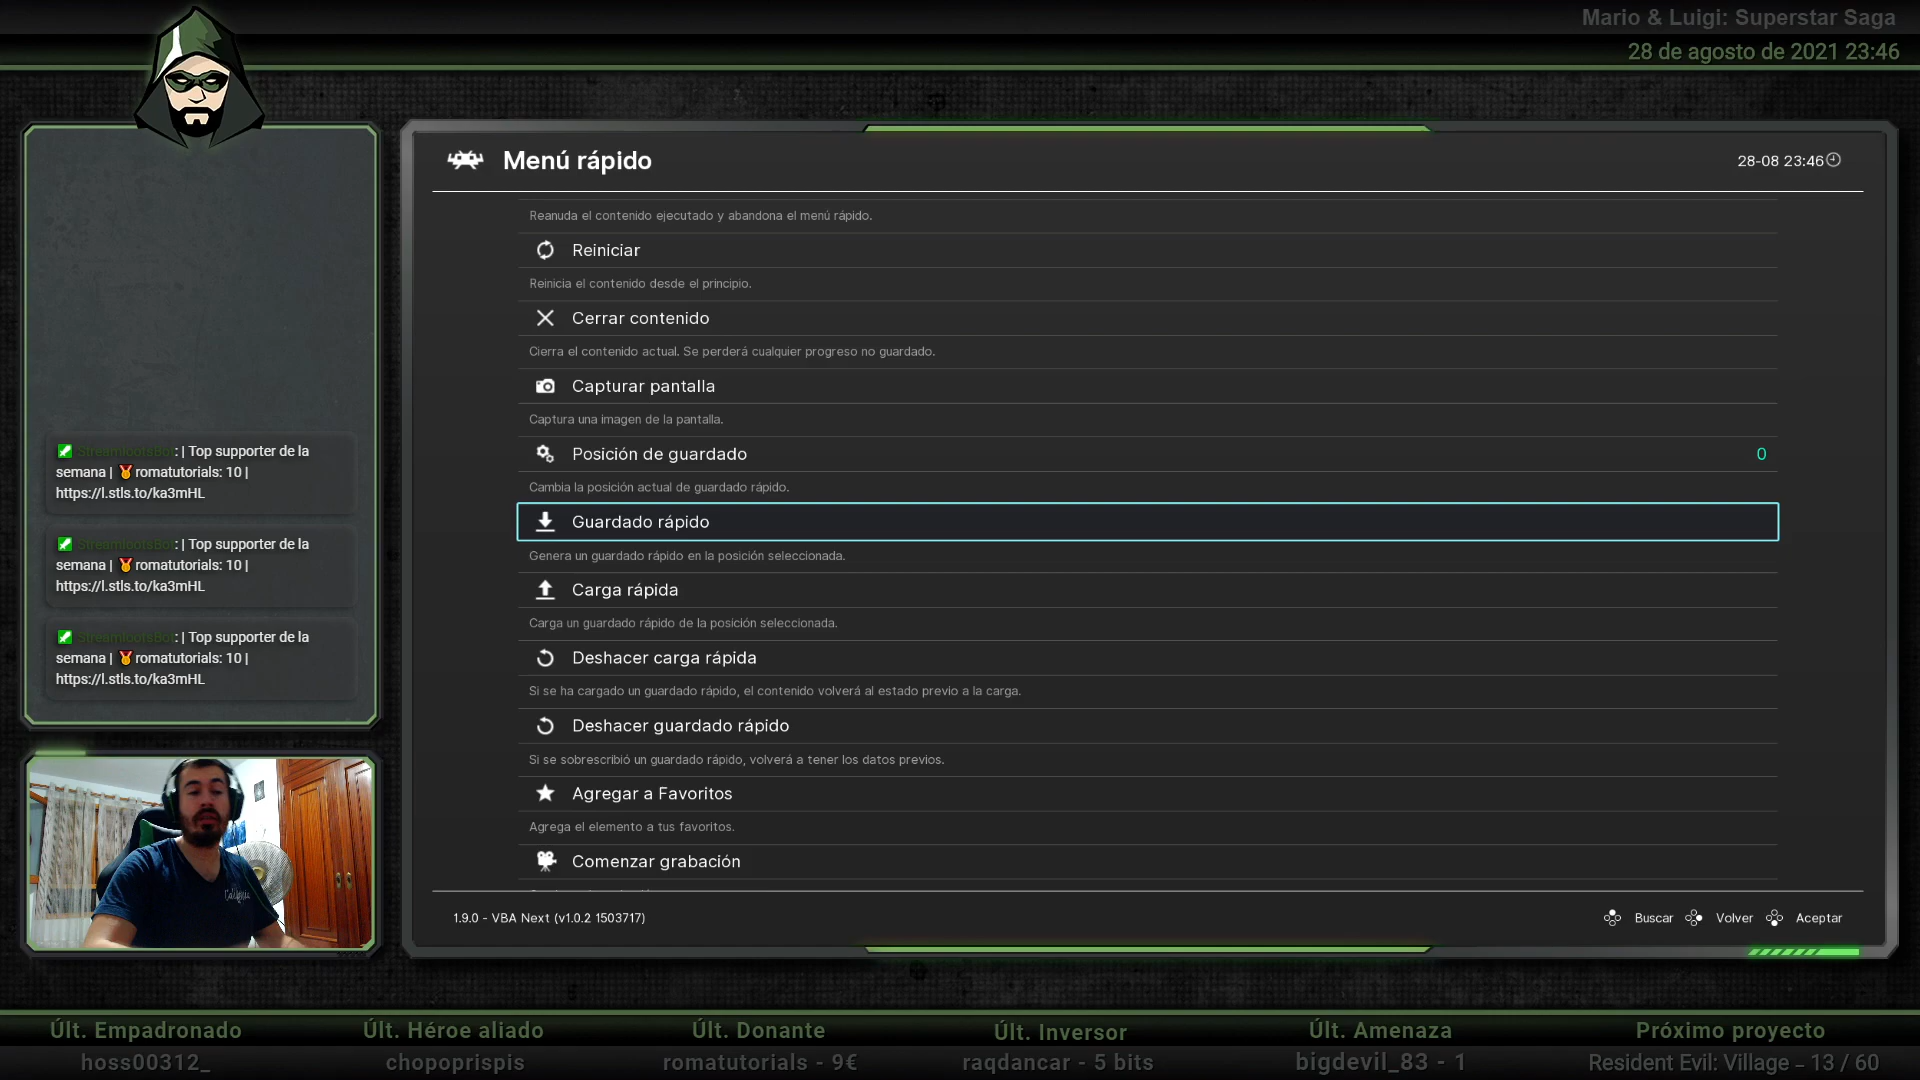 Mario & Luigi: Superstar Saga
28 de agosto de 2021 23:46
Menú rápido
28-08 23:46
Reanuda el contenido ejecutado y abandona el menú rápido.
Reiniciar
Reinicia el contenido desde el principio.
Cerrar contenido
Cierra el contenido actual. Se perderá cualquier progreso no guardado.
Capturar pantalla
Captura una imagen de la pantalla.
Posición de guardado 0
Cambia la posición actual de guardado rápido.
Guardado rápido
Genera un guardado rápido en la posición seleccionada.
Carga rápida
Carga un guardado rápido de la posición seleccionada.
Deshacer carga rápida
Si se ha cargado un guardado rápido, el contenido volverá al estado previo a la carga.
Deshacer guardado rápido
Si se sobrescribió un guardado rápido, volverá a tener los datos previos.
Agregar a Favoritos
Agrega el elemento a tus favoritos.
Comenzar grabación
1.9.0 - VBA Next (v1.0.2 1503717)
Buscar Volver Aceptar
StreamlootsBot: | Top supporter de la
semana | romatutorials: 10 |
https://l.stls.to/ka3mHL
StreamlootsBot: | Top supporter de la
semana | romatutorials: 10 |
https://l.stls.to/ka3mHL
StreamlootsBot: | Top supporter de la
semana | romatutorials: 10 |
https://l.stls.to/ka3mHL
Últ. Empadronado
hoss00312_
Últ. Héroe aliado
chopoprispis
Últ. Donante
romatutorials - 9€
Últ. Inversor
raqdancar - 5 bits
Últ. Amenaza
bigdevil_83 - 1
Próximo proyecto
Resident Evil: Village - 13 / 60